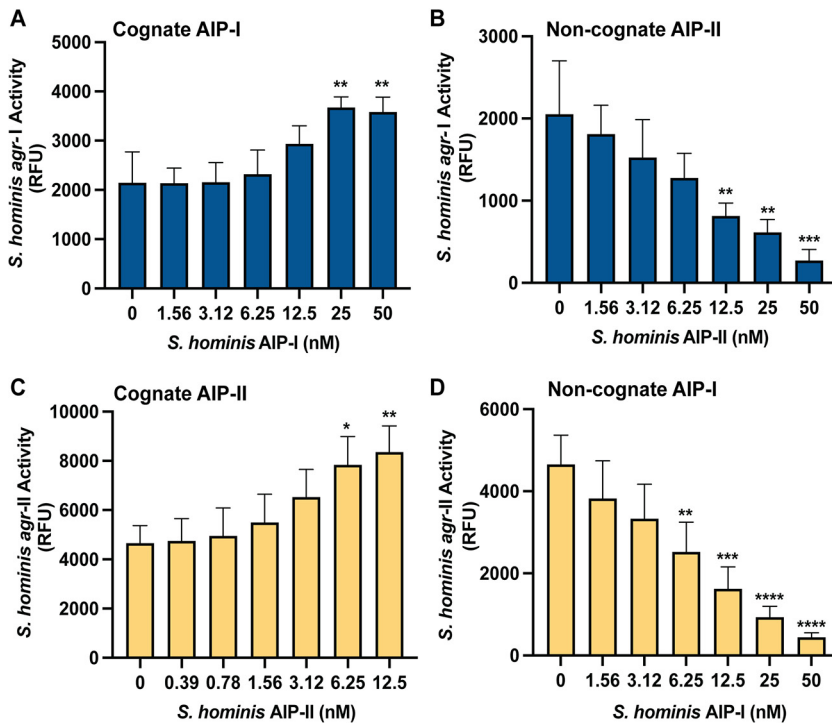 A
Cognate AIP-I
S. hominis agr-I Activity
(RFU)
5000
4000
3000
2000
1000
0
** **
0 1.56 3.12 6.25 12.5 25 50
S. hominis AIP-I (nM)
B
Non-cognate AIP-II
S. hominis agr-I Activity
(RFU)
3000
2000
1000
0
** ** ***
0 1.56 3.12 6.25 12.5 25 50
S. hominis AIP-II (nM)
C
Cognate AIP-II
S. hominis agr-II Activity
(RFU)
10000
8000
6000
4000
2000
0
* **
0 0.39 0.78 1.56 3.12 6.25 12.5
S. hominis AIP-II (nM)
D
Non-cognate AIP-I
S. hominis agr-II Activity
(RFU)
6000
4000
2000
0
** *** **** ****
0 1.56 3.12 6.25 12.5 25 50
S. hominis AIP-I (nM)